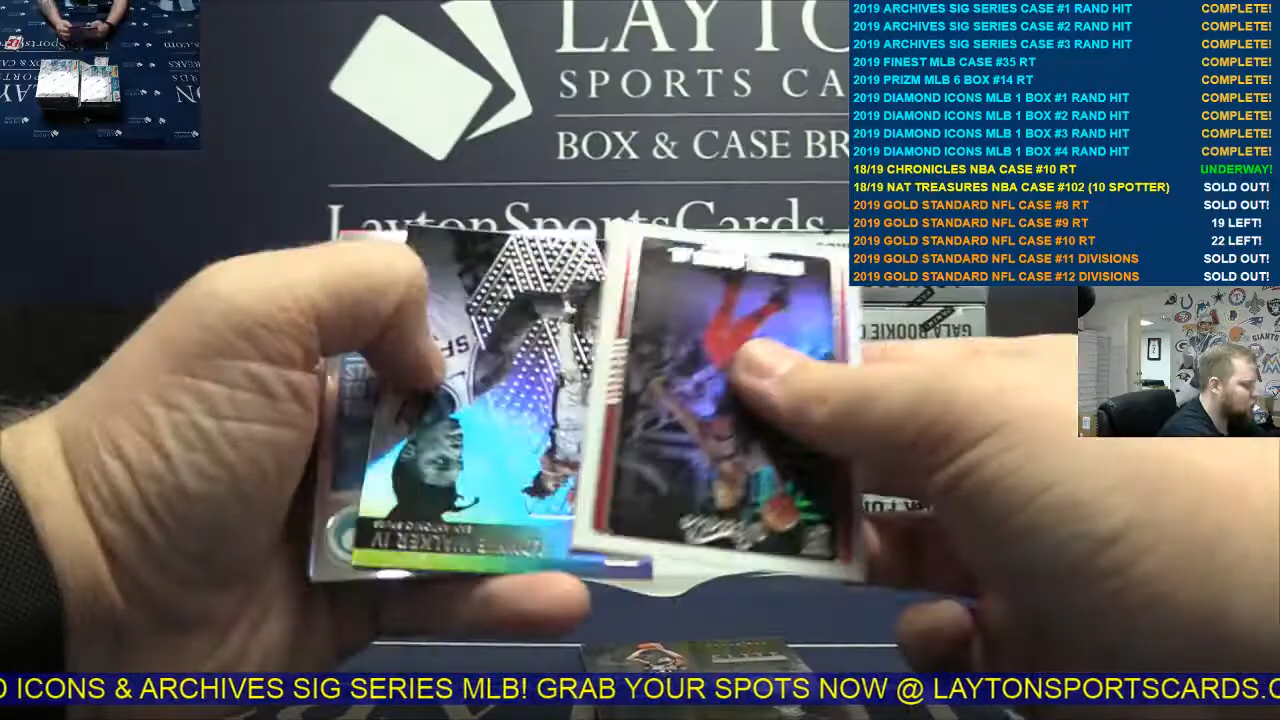 LAYTO
SPORTS CA
BOX & CASE BR
LaytonSportsCards
2019 ARCHIVES SIG SERIES CASE #1 RAND HIT COMPLETE!
2019 ARCHIVES SIG SERIES CASE #2 RAND HIT COMPLETE!
2019 ARCHIVES SIG SERIES CASE #3 RAND HIT COMPLETE!
2019 FINEST MLB CASE #35 RT COMPLETE!
2019 PRIZM MLB 6 BOX #14 RT COMPLETE!
2019 DIAMOND ICONS MLB 1 BOX #1 RAND HIT COMPLETE!
2019 DIAMOND ICONS MLB 1 BOX #2 RAND HIT COMPLETE!
2019 DIAMOND ICONS MLB 1 BOX #3 RAND HIT COMPLETE!
2019 DIAMOND ICONS MLB 1 BOX #4 RAND HIT COMPLETE!
18/19 CHRONICLES NBA CASE #10 RT UNDERWAY!
18/19 NAT TREASURES NBA CASE #102 (10 SPOTTER) SOLD OUT!
2019 GOLD STANDARD NFL CASE #8 RT SOLD OUT!
2019 GOLD STANDARD NFL CASE #9 RT 19 LEFT!
2019 GOLD STANDARD NFL CASE #10 RT 22 LEFT!
2019 GOLD STANDARD NFL CASE #11 DIVISIONS SOLD OUT!
2019 GOLD STANDARD NFL CASE #12 DIVISIONS SOLD OUT!
GALA ROOKIE
GIANTS
LONNIE WALKER IV
D ICONS & ARCHIVES SIG SERIES MLB! GRAB YOUR SPOTS NOW @ LAYTONSPORTSCARDS.C